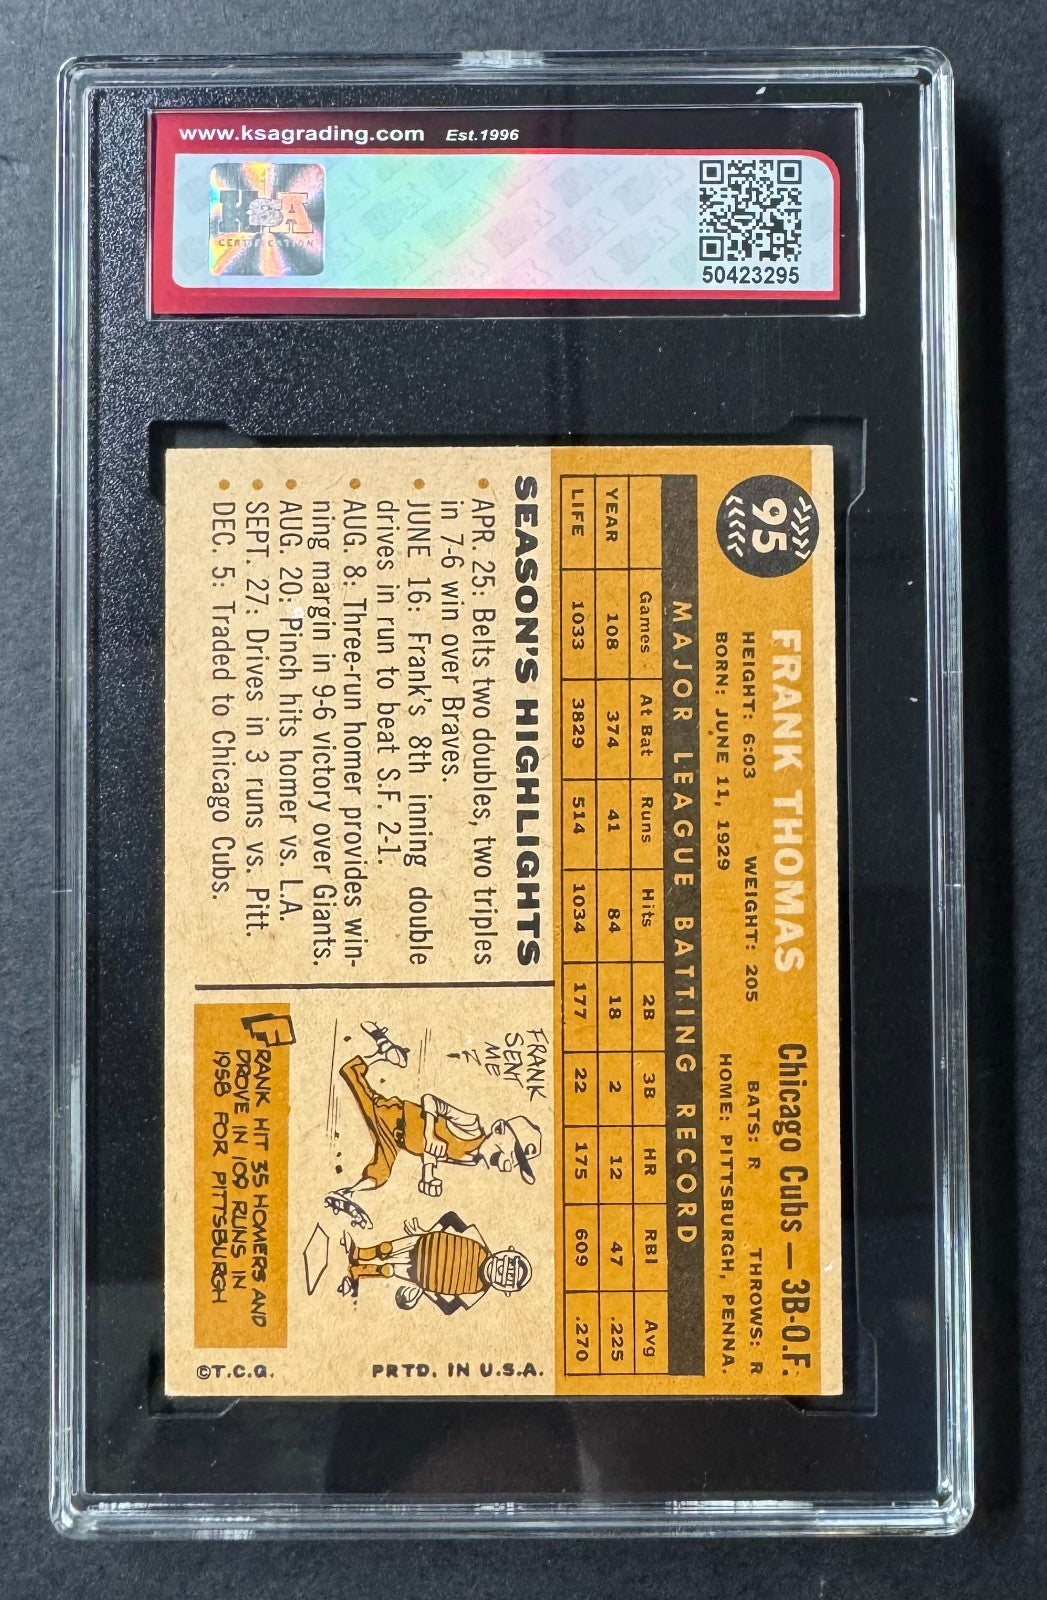 www.ksagrading.com Est.1996
KSA
CERTIFICATION
50423295
95
FRANK THOMAS Chicago Cubs — 3B-O.F.
HEIGHT: 6:03 WEIGHT: 205 BATS: R THROWS: R
BORN: JUNE 11, 1929 HOME: PITTSBURGH, PENNA.
MAJOR LEAGUE BATTING RECORD
Games At Bat Runs Hits 2B 3B HR RBI Avg
YEAR 108 374 41 84 18 2 12 47 .225
LIFE 1033 3829 514 1034 177 22 175 609 .270
SEASON'S HIGHLIGHTS
• APR. 25: Belts two doubles, two triples
in 7-6 win over Braves.
• JUNE 16: Frank's 8th inning double
drives in run to beat S.F. 2-1.
• AUG. 8: Three-run homer provides win-
ning margin in 9-6 victory over Giants.
• AUG. 20: Pinch hits homer vs. L.A.
• SEPT. 27: Drives in 3 runs vs. Pitt.
• DEC. 5: Traded to Chicago Cubs.
FRANK
SENT
ME
FRANK HIT 35 HOMERS AND
DROVE IN 109 RUNS IN
1958 FOR PITTSBURGH
©T.C.G. PRTD. IN U.S.A.